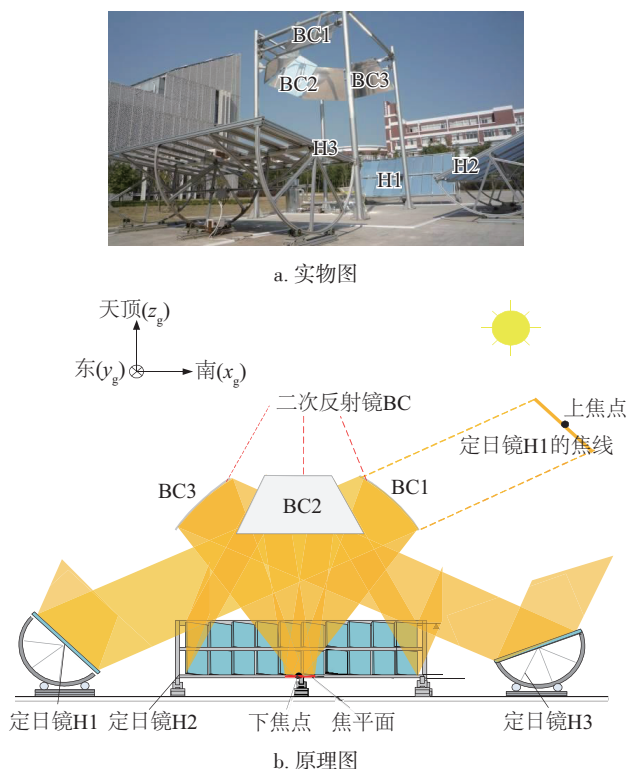 BC1
BC2
BC3
H3
H1
H2
a. 实物图
天顶(zg)
东(yg)
南(xg)
二次反射镜BC
上焦点
定日镜H1的焦线
BC3
BC1
BC2
定日镜H1
定日镜H2
下焦点
焦平面
定日镜H3
b. 原理图